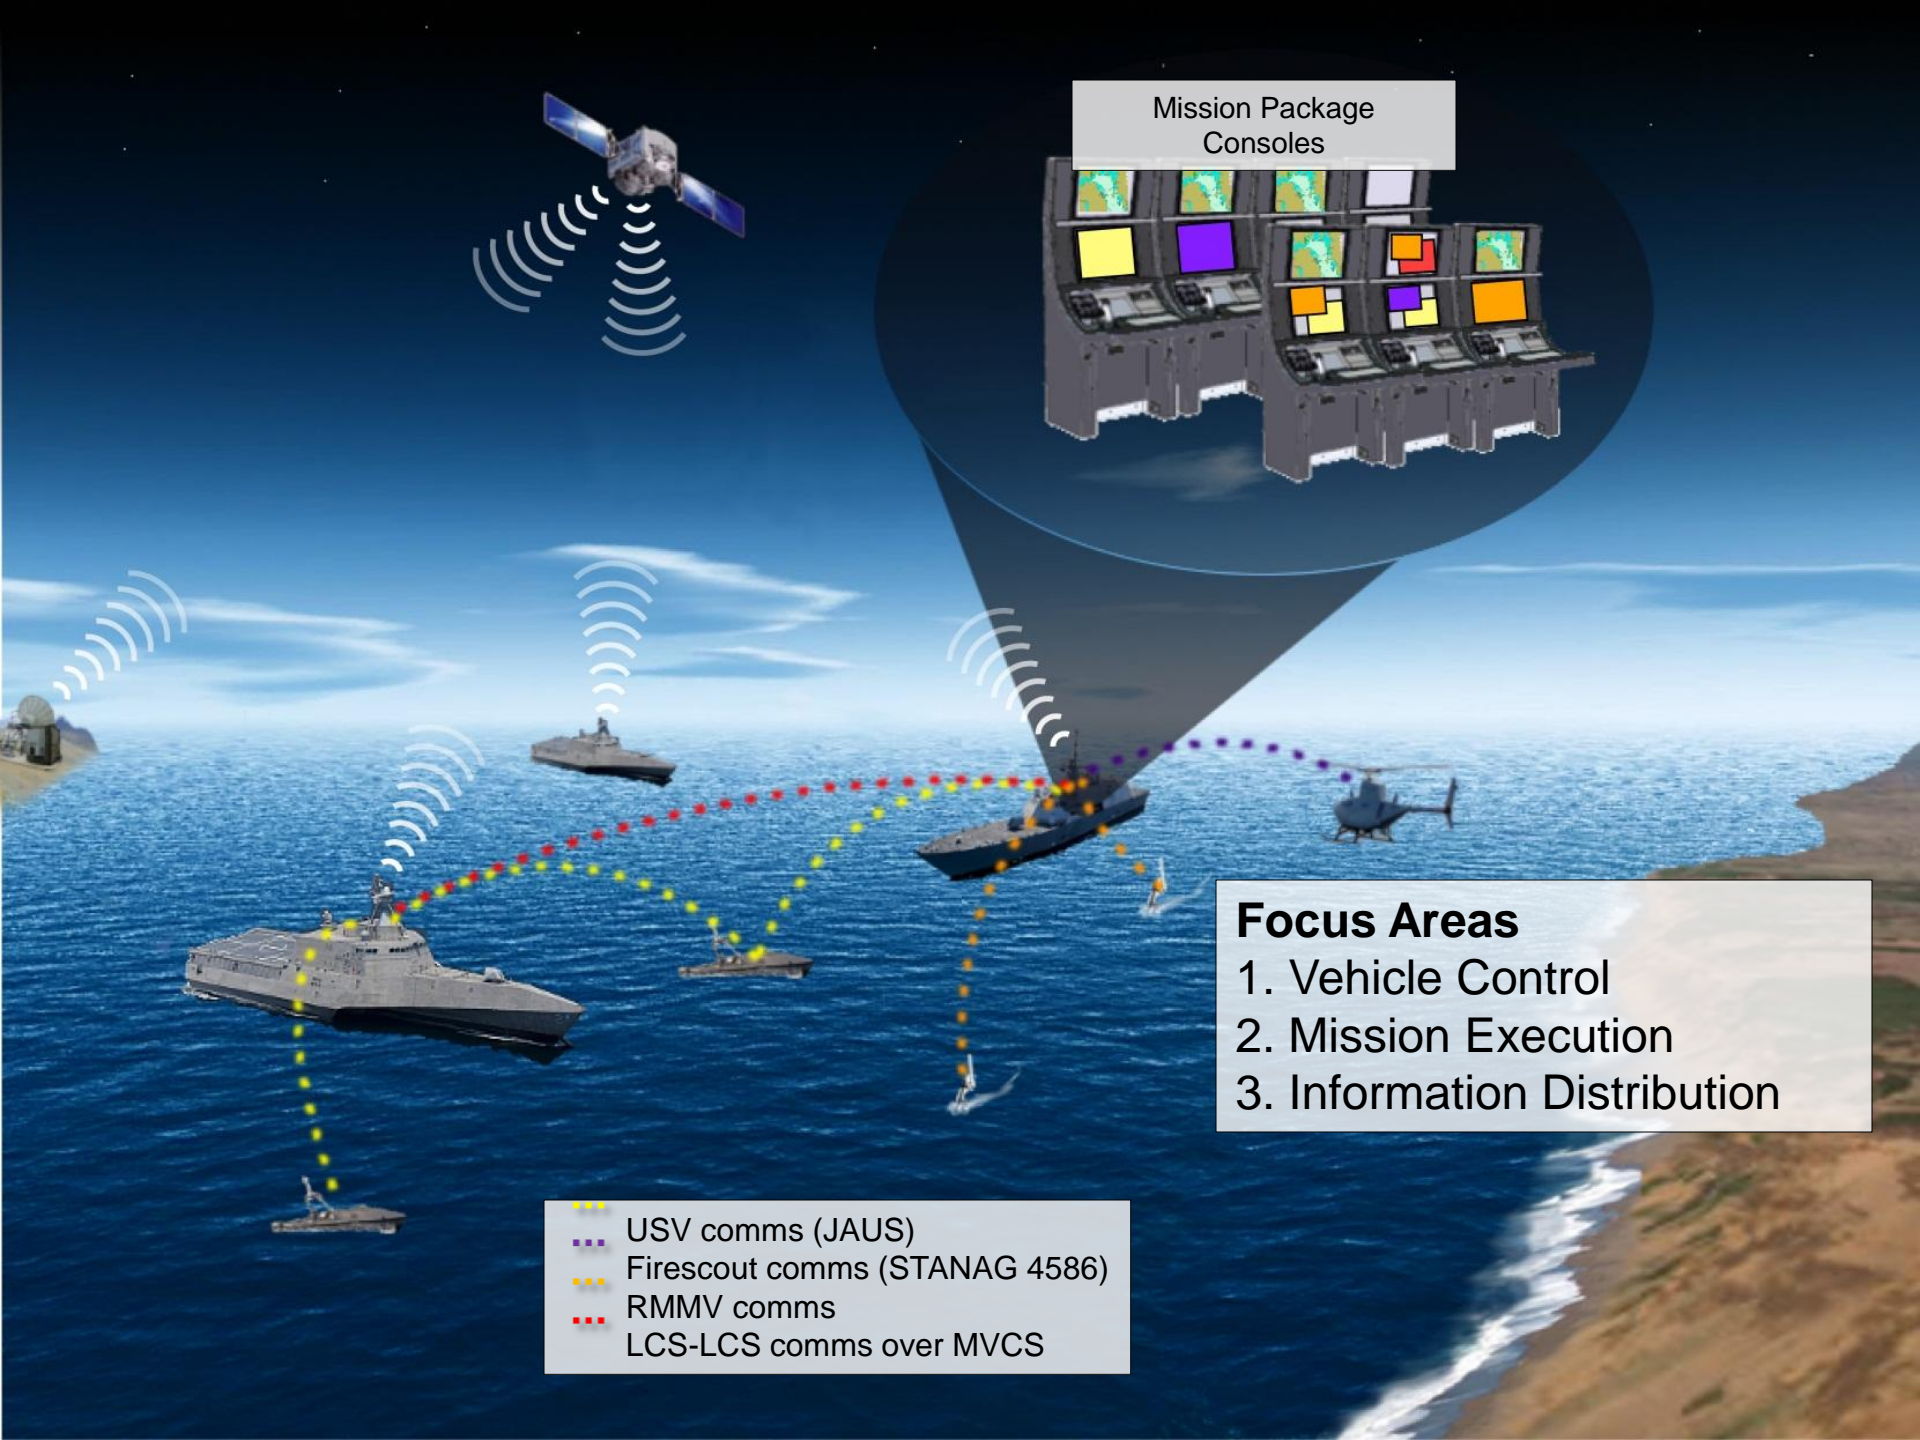 Mission Package
Consoles
Focus Areas
1. Vehicle Control
2. Mission Execution
3. Information Distribution
USV comms (JAUS)
Firescout comms (STANAG 4586)
RMMV comms
LCS-LCS comms over MVCS